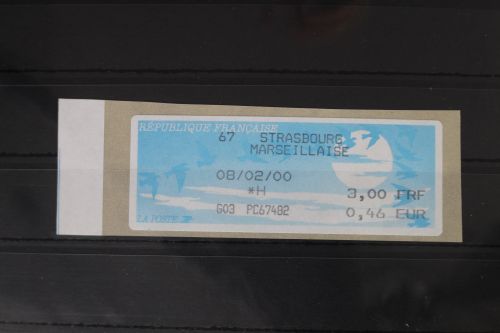 RÉPUBLIQUE FRANÇAISE
67 STRASBOURG
MARSEILLAISE
08/02/00
*H 3,00 FRF
G03 PC67482 0,46 EUR
LA POSTE